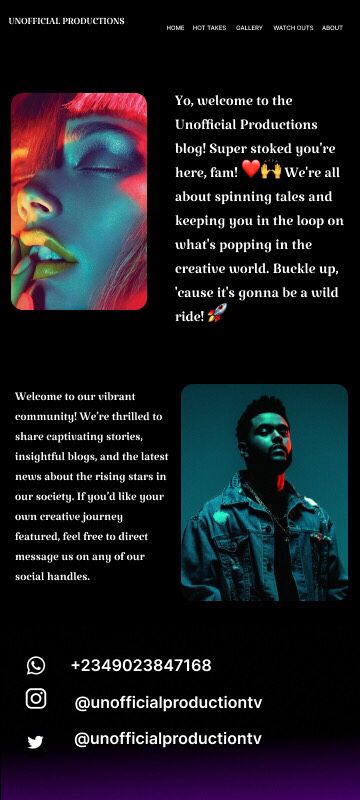 UNOFFICIAL PRODUCTIONS
HOME HOT TAKES GALLERY WATCH OUTS ABOUT
Yo, welcome to the
Unofficial Productions
blog! Super stoked you're
here, fam! ❤️🙌 We're all
about spinning tales and
keeping you in the loop on
what's popping in the
creative world. Buckle up,
'cause it's gonna be a wild
ride! 🚀
Welcome to our vibrant
community! We're thrilled to
share captivating stories,
insightful blogs, and the latest
news about the rising stars in
our society. If you'd like your
own creative journey
featured, feel free to direct
message us on any of our
social handles.
+2349023847168
@unofficialproductiontv
@unofficialproductiontv